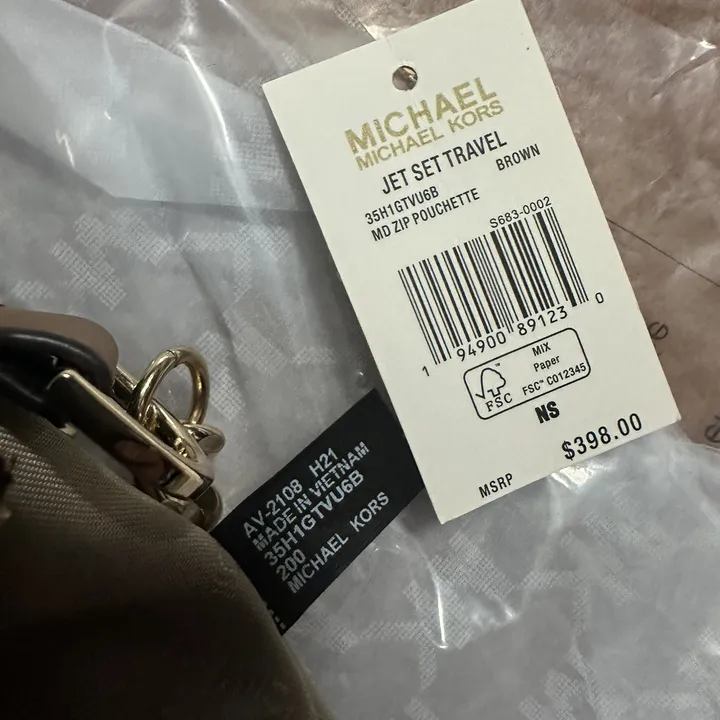 MICHAEL
MICHAEL KORS
JET SET TRAVEL
35H1GTVU6B BROWN
MD ZIP POUCHETTE
S683-0002
1 94900 89123 0
MIX
Paper
FSC™ C012345
FSC
NS
MSRP $398.00
AV-2108 H21
MADE IN VIETNAM
35H1GTVU6B
200
MICHAEL KORS